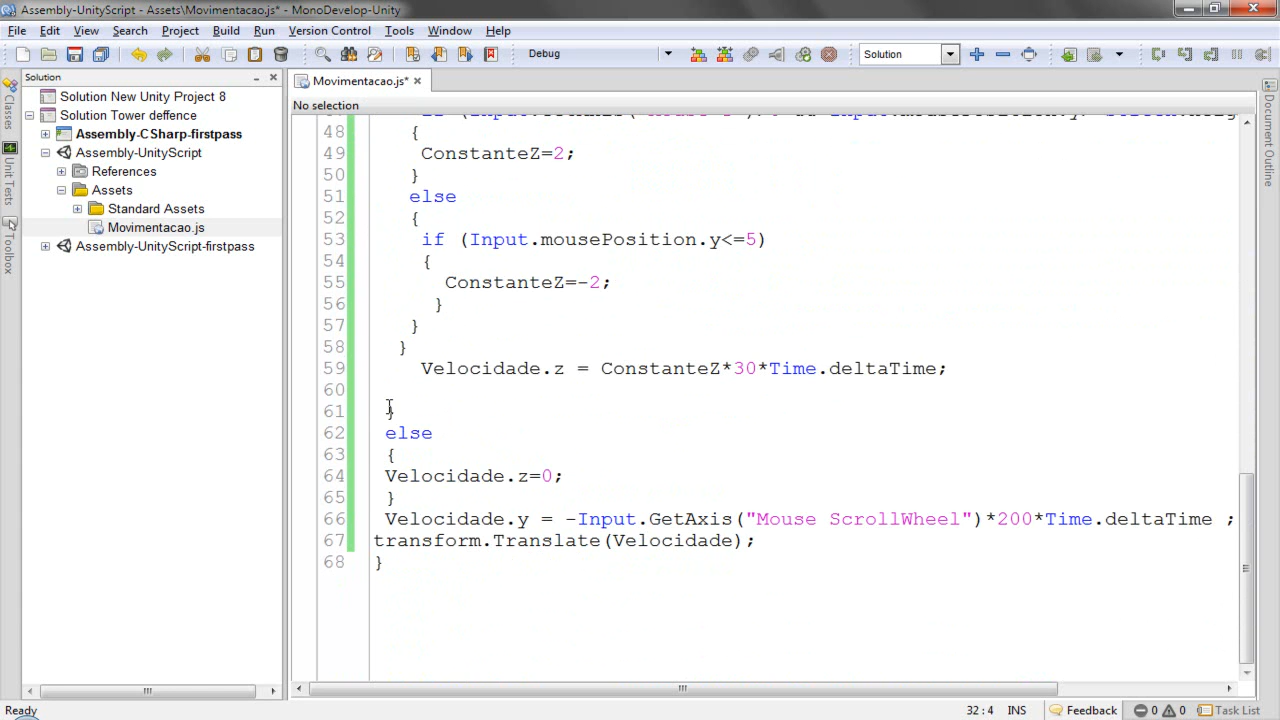 Assembly-UnityScript - Assets\Movimentacao.js* - MonoDevelop-Unity
File Edit View Search Project Build Run Version Control Tools Window Help
Debug
Solution
Solution
Movimentacao.js*
No selection
Solution New Unity Project 8
Solution Tower deffence
Assembly-CSharp-firstpass
Assembly-UnityScript
References
Assets
Standard Assets
Movimentacao.js
Assembly-UnityScript-firstpass
Classes
Unit Tests
Toolbox
Document Outline
48 {
49 ConstanteZ=2;
50 }
51 else
52 {
53 if (Input.mousePosition.y<=5)
54 {
55 ConstanteZ=-2;
56 }
57 }
58 }
59 Velocidade.z = ConstanteZ*30*Time.deltaTime;
60
61 }
62 else
63 {
64 Velocidade.z=0;
65 }
66 Velocidade.y = -Input.GetAxis("Mouse ScrollWheel")*200*Time.deltaTime ;
67 transform.Translate(Velocidade);
68 }
Ready
32 : 4 INS Feedback 0 0 Task List